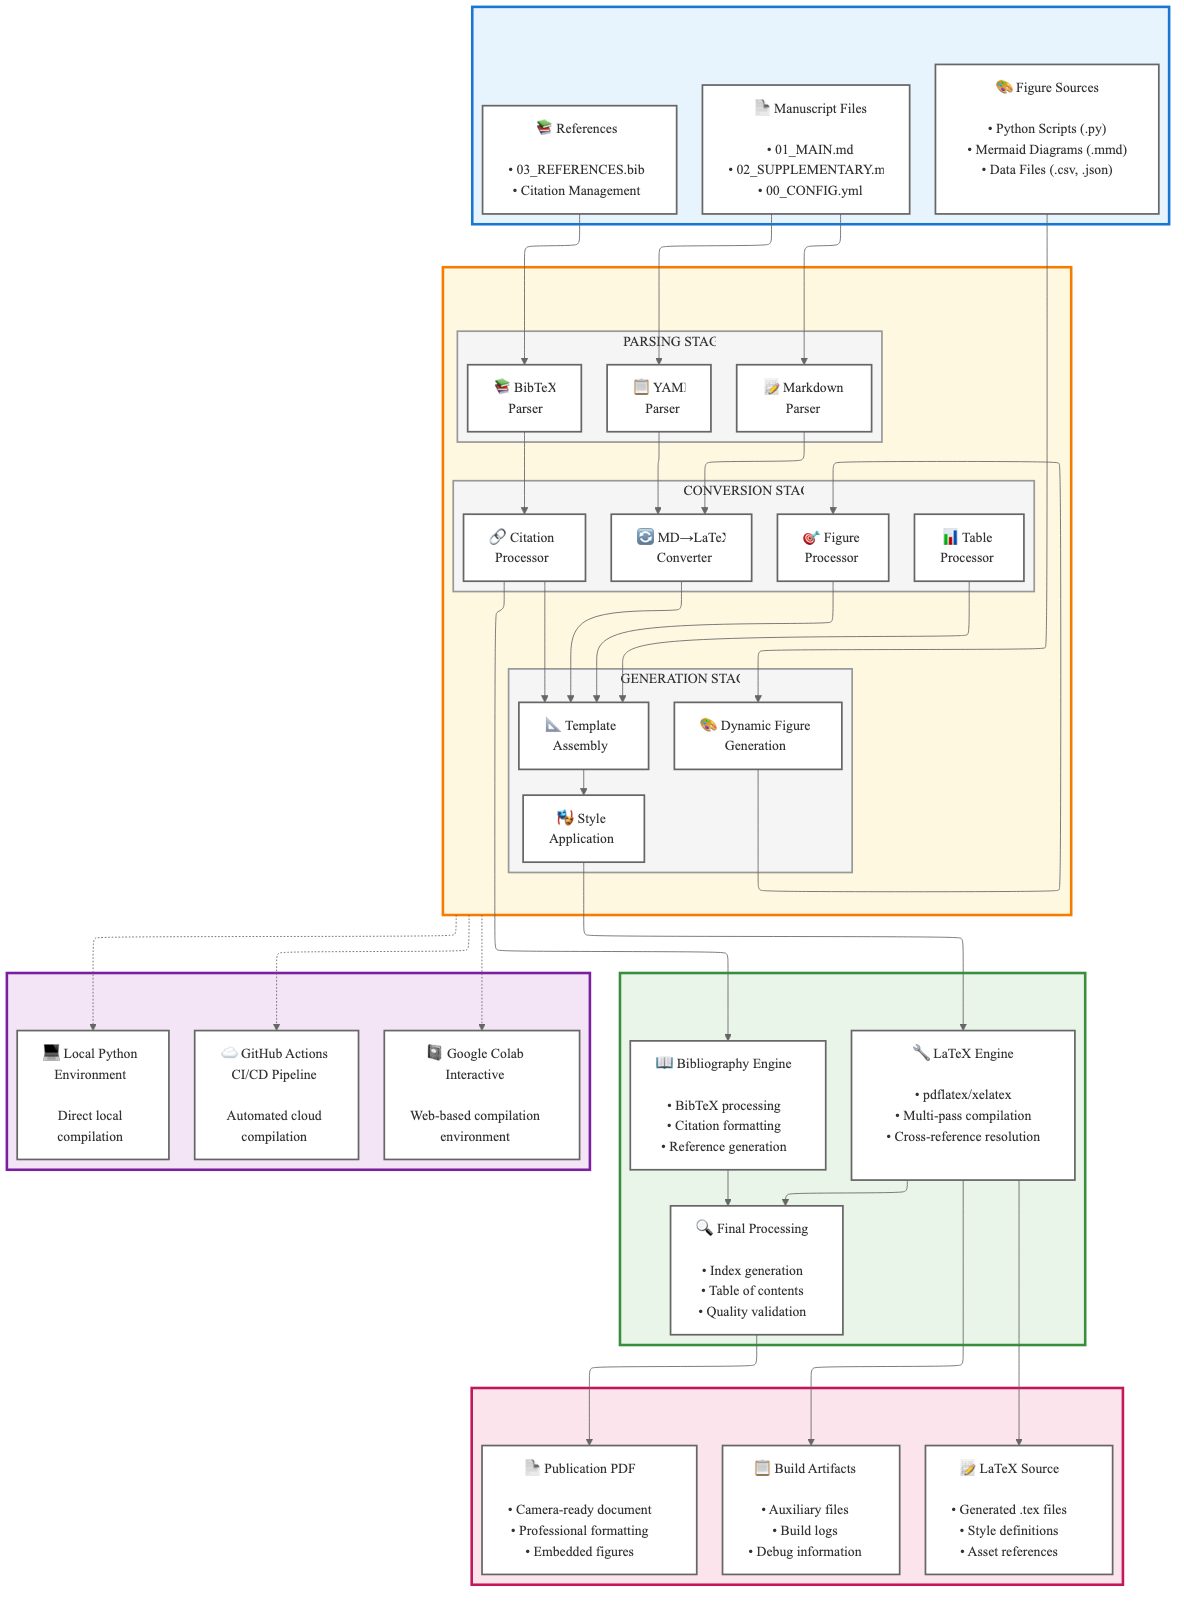 References
• 03_REFERENCES.bib
• Citation Management
Manuscript Files
• 01_MAIN.md
• 02_SUPPLEMENTARY.m
• 00_CONFIG.yml
Figure Sources
• Python Scripts (.py)
• Mermaid Diagrams (.mmd)
• Data Files (.csv, .json)
PARSING STAG
BibTeX
Parser
YAML
Parser
Markdown
Parser
CONVERSION STAG
Citation
Processor
MD→LaTeX
Converter
Figure
Processor
Table
Processor
GENERATION STAG
Template
Assembly
Dynamic Figure
Generation
Style
Application
Local Python
Environment
Direct local
compilation
GitHub Actions
CI/CD Pipeline
Automated cloud
compilation
Google Colab
Interactive
Web-based compilation
environment
Bibliography Engine
• BibTeX processing
• Citation formatting
• Reference generation
LaTeX Engine
• pdflatex/xelatex
• Multi-pass compilation
• Cross-reference resolution
Final Processing
• Index generation
• Table of contents
• Quality validation
Publication PDF
• Camera-ready document
• Professional formatting
• Embedded figures
Build Artifacts
• Auxiliary files
• Build logs
• Debug information
LaTeX Source
• Generated .tex files
• Style definitions
• Asset references